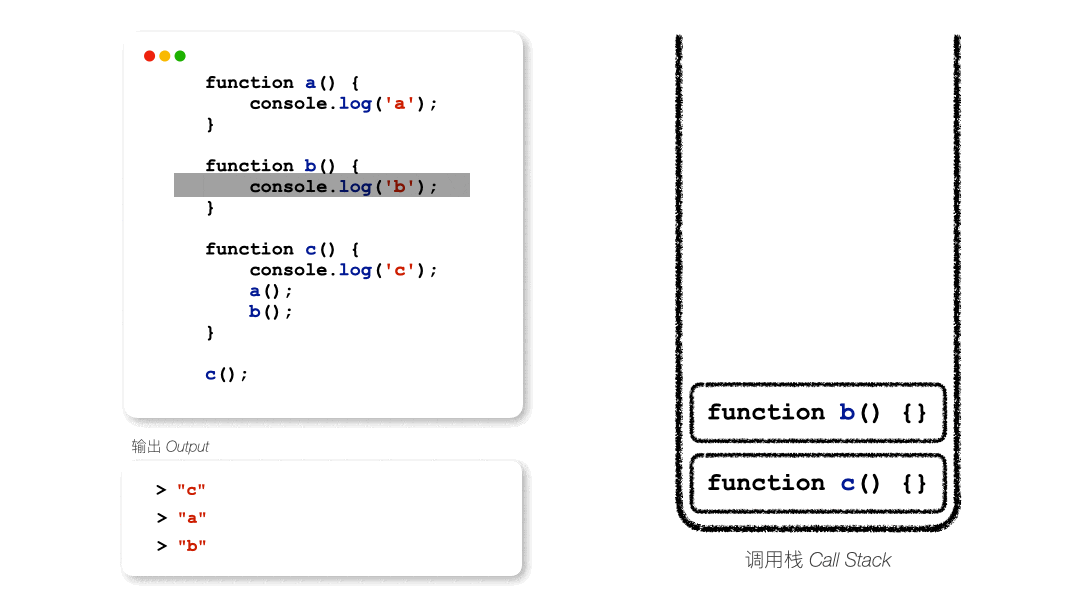 function a() {
    console.log('a');
}
function b() {
    console.log('b');
}
function c() {
    console.log('c');
    a();
    b();
}
c();
输出 Output
> "c"
> "a"
> "b"
function b() {}
function c() {}
调用栈 Call Stack